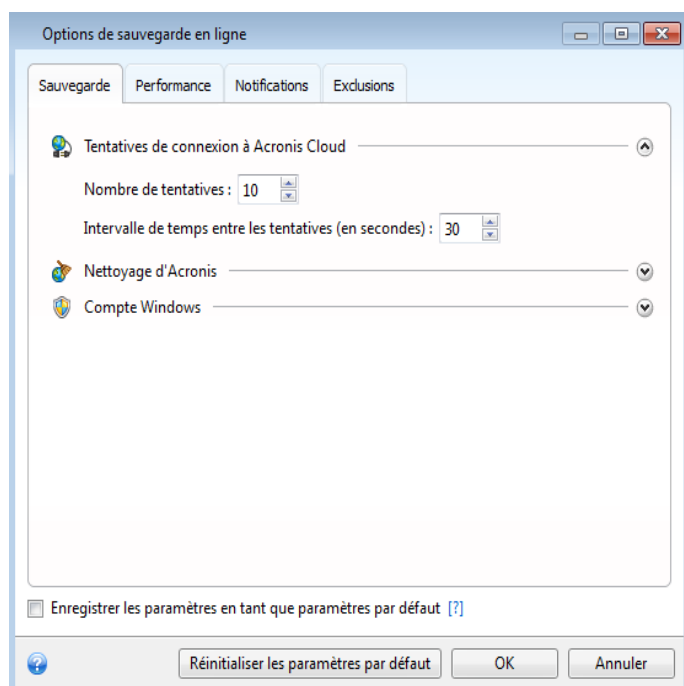 Options de sauvegarde en ligne
Sauvegarde Performance Notifications Exclusions
Tentatives de connexion à Acronis Cloud
Nombre de tentatives : 10
Intervalle de temps entre les tentatives (en secondes) : 30
Nettoyage d'Acronis
Compte Windows
Enregistrer les paramètres en tant que paramètres par défaut [?]
Réinitialiser les paramètres par défaut OK Annuler